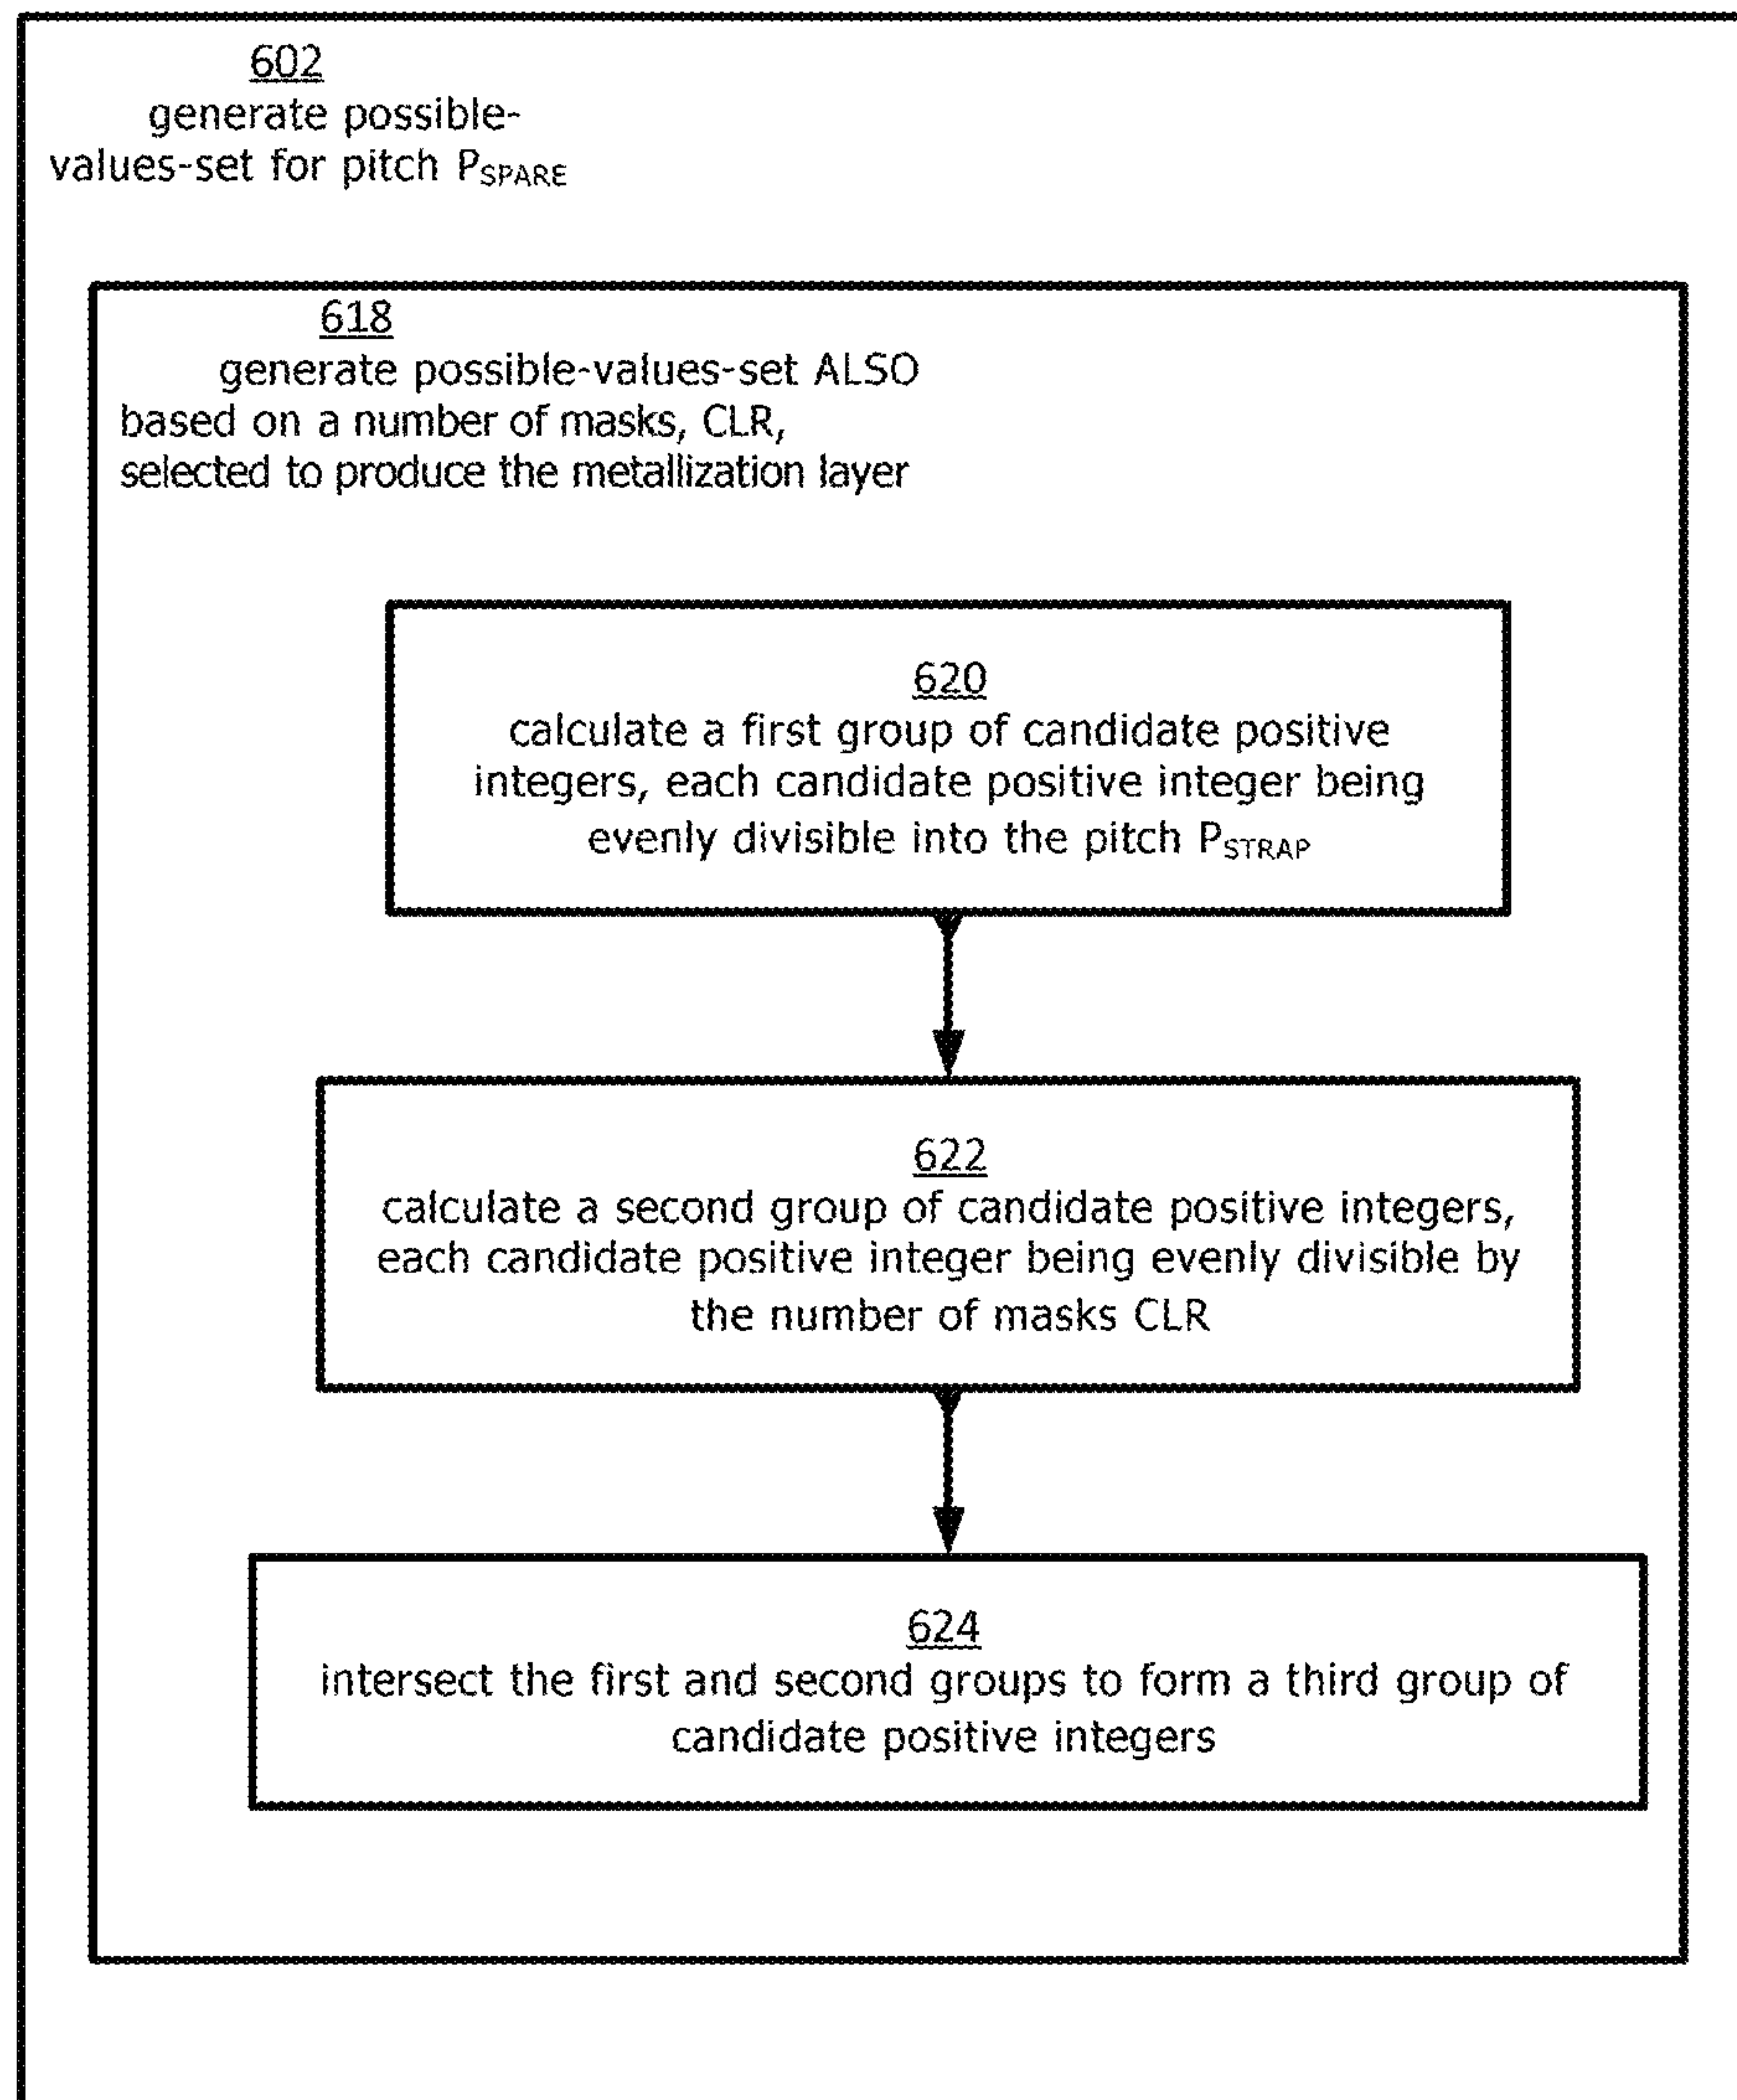 602
generate possible-
values-set for pitch PSPARE
618
generate possible-values-set ALSO
based on a number of masks, CLR,
selected to produce the metallization layer
620
calculate a first group of candidate positive
integers, each candidate positive integer being
evenly divisible into the pitch PSTRAP
622
calculate a second group of candidate positive integers,
each candidate positive integer being evenly divisible by
the number of masks CLR
624
intersect the first and second groups to form a third group of
candidate positive integers